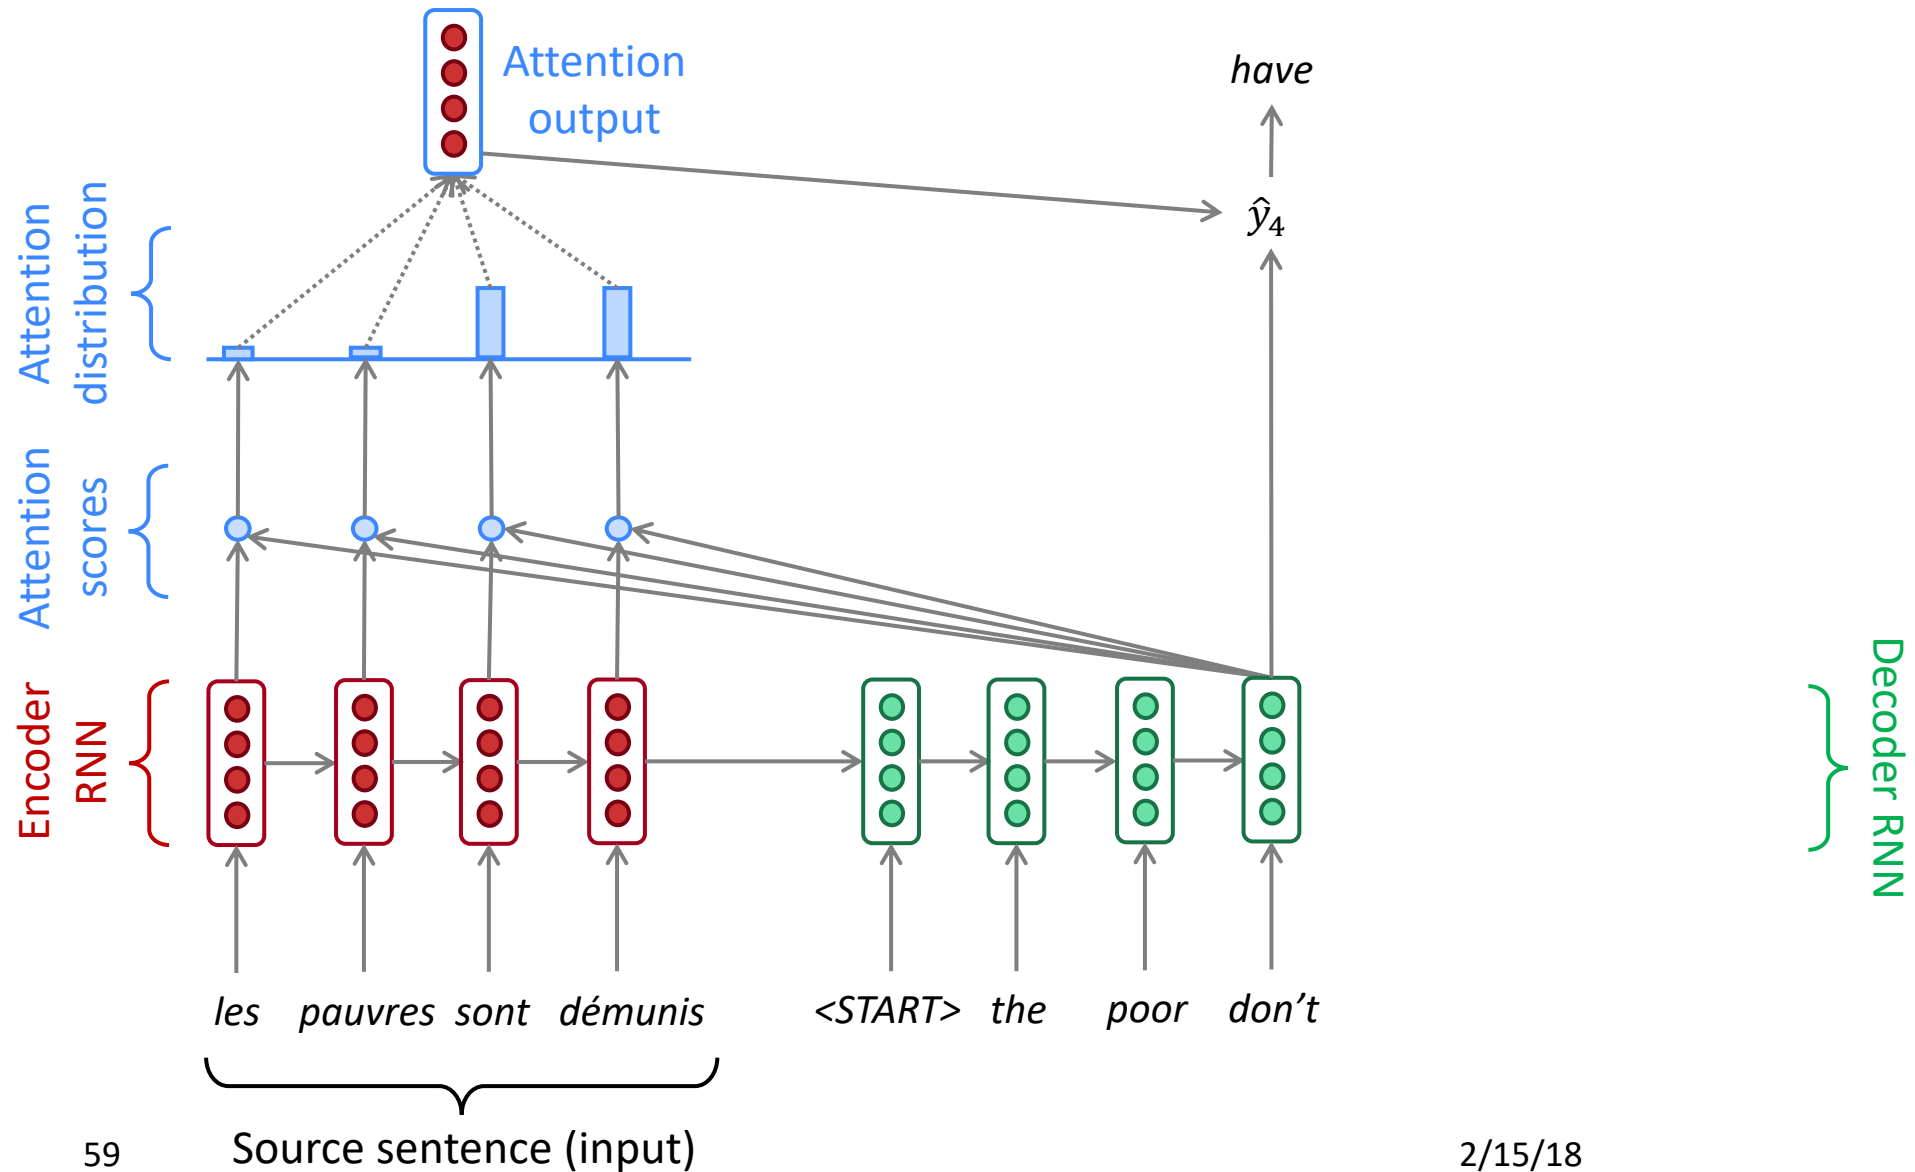 Attention
output
have
ŷ₄
Attention
distribution
Attention
scores
Encoder
RNN
Decoder RNN
les pauvres sont démunis <START> the poor don't
Source sentence (input)
59
2/15/18